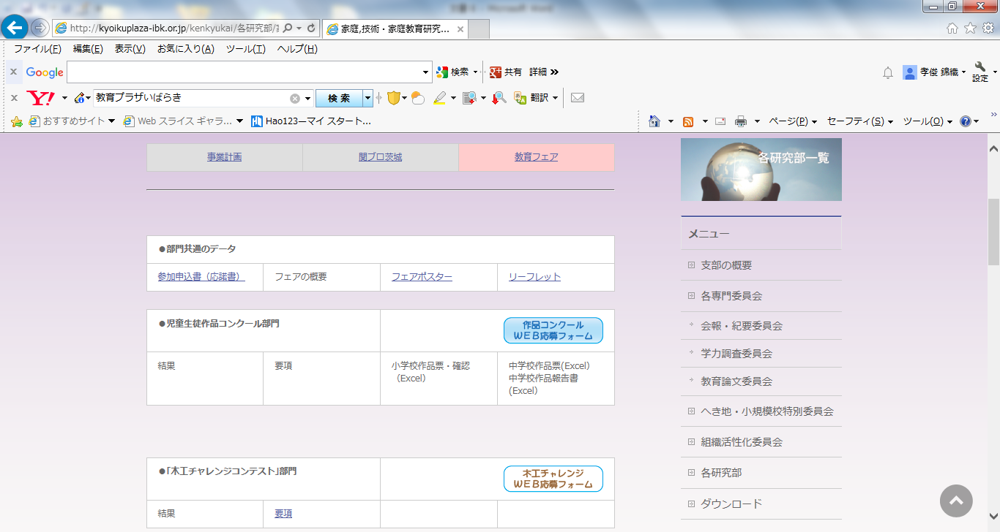 http://kyoikuplaza-ibk.or.jp/kenkyukai/各研究部/
家庭,技術・家庭教育研究...
ファイル(F) 編集(E) 表示(V) お気に入り(A) ツール(T) ヘルプ(H)
x Google 検索 共有 詳細 » 孝俊 錦織 設定
x Y! 教育プラザいばらき 検 索 翻訳
おすすめサイト Web スライス ギャラ... Hao123—マイ スタート... ページ(P) セーフティ(S) ツール(O) »
事業計画 関ブロ茨城 教育フェア
●部門共通のデータ
参加申込書（応諾書） フェアの概要 フェアポスター リーフレット
●児童生徒作品コンクール部門
作品コンクール
ＷＥＢ応募フォーム
結果 要項 小学校作品票・確認
（Excel）
中学校作品票(Excel)
中学校作品報告書
(Excel)
●「木工チャレンジコンテスト」部門
木工チャレンジ
ＷＥＢ応募フォーム
結果 要項
各研究部一覧
メニュー
支部の概要
各専門委員会
会報・紀要委員会
学力調査委員会
教育論文委員会
へき地・小規模校特別委員会
組織活性化委員会
各研究部
ダウンロード